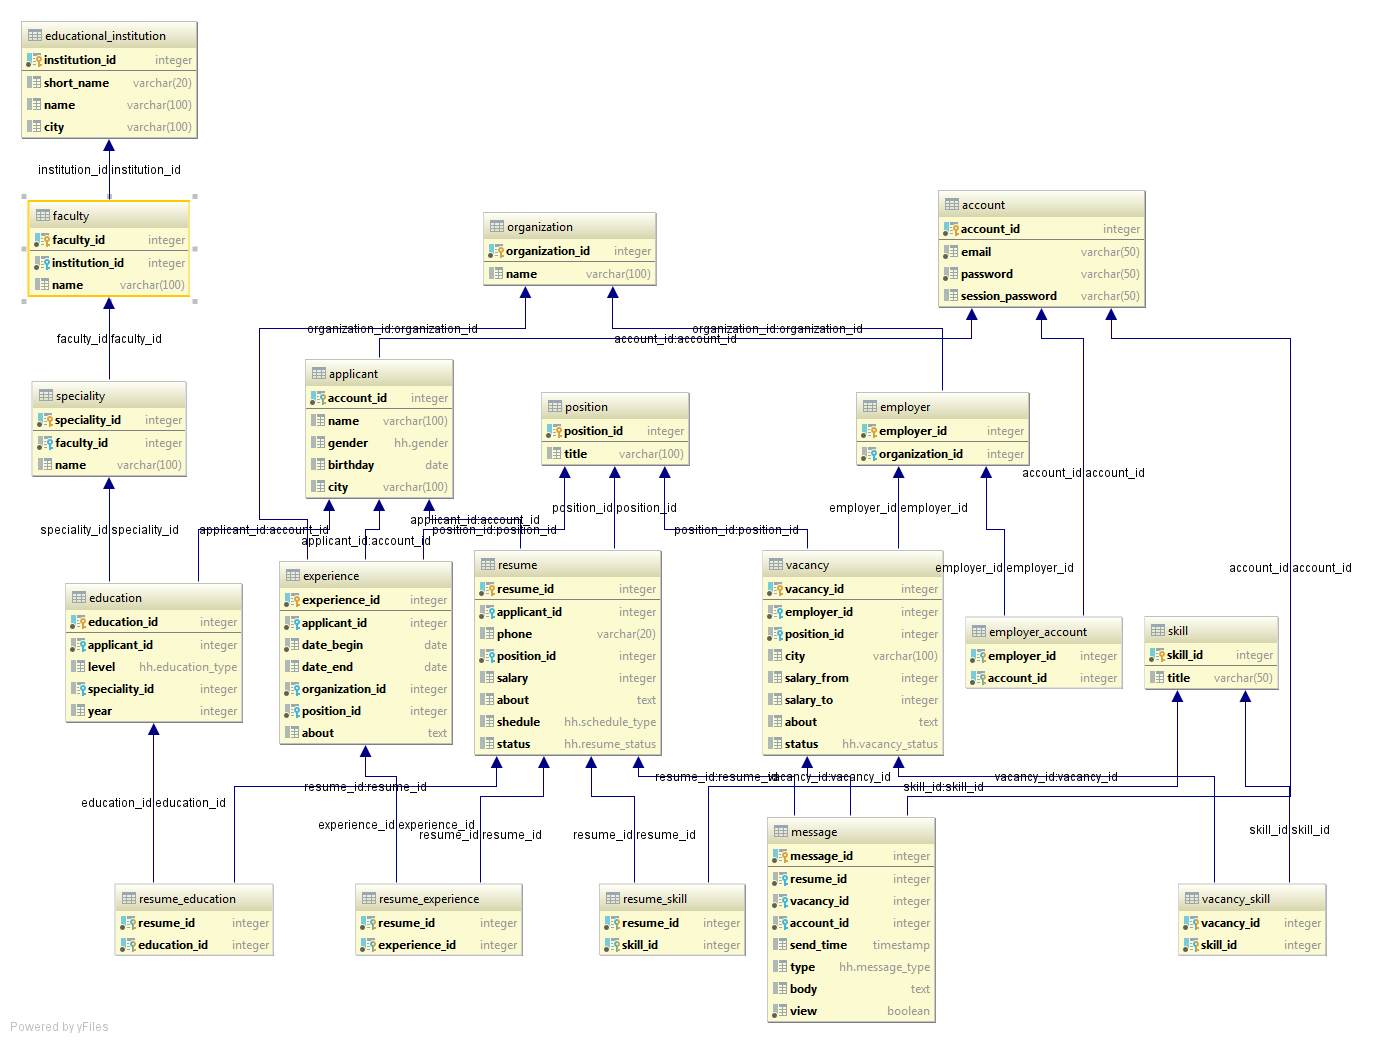 educational_institution
institution_id integer
short_name varchar(20)
name varchar(100)
city varchar(100)
institution_id:institution_id
faculty
faculty_id integer
institution_id integer
name varchar(100)
faculty_id:faculty_id
speciality
speciality_id integer
faculty_id integer
name varchar(100)
speciality_id:speciality_id
organization
organization_id integer
name varchar(100)
organization_id:organization_id
organization_id:organization_id
account
account_id integer
email varchar(50)
password varchar(50)
session_password varchar(50)
account_id:account_id
applicant
account_id integer
name varchar(100)
gender hh.gender
birthday date
city varchar(100)
position
position_id integer
title varchar(100)
employer
employer_id integer
organization_id integer
account_id:account_id
applicant_id:account_id
applicant_id:account_id
applicant_id:account_id
position_id:position_id
position_id:position_id
position_id:position_id
employer_id:employer_id
employer_id:employer_id
account_id:account_id
education
education_id integer
applicant_id integer
level hh.education_type
speciality_id integer
year integer
experience
experience_id integer
applicant_id integer
date_begin date
date_end date
organization_id integer
position_id integer
about text
resume
resume_id integer
applicant_id integer
phone varchar(20)
position_id integer
salary integer
about text
shedule hh.schedule_type
status hh.resume_status
vacancy
vacancy_id integer
employer_id integer
position_id integer
city varchar(100)
salary_from integer
salary_to integer
about text
status hh.vacancy_status
employer_account
employer_id integer
account_id integer
skill
skill_id integer
title varchar(50)
education_id:education_id
resume_id:resume_id
experience_id:experience_id
resume_id:resume_id
resume_id:resume_id
resume_id:resume_id
vacancy_id:vacancy_id
skill_id:skill_id
vacancy_id:vacancy_id
skill_id:skill_id
message
message_id integer
resume_id integer
vacancy_id integer
account_id integer
send_time timestamp
type hh.message_type
body text
view boolean
resume_education
resume_id integer
education_id integer
resume_experience
resume_id integer
experience_id integer
resume_skill
resume_id integer
skill_id integer
vacancy_skill
vacancy_id integer
skill_id integer
Powered by yFiles